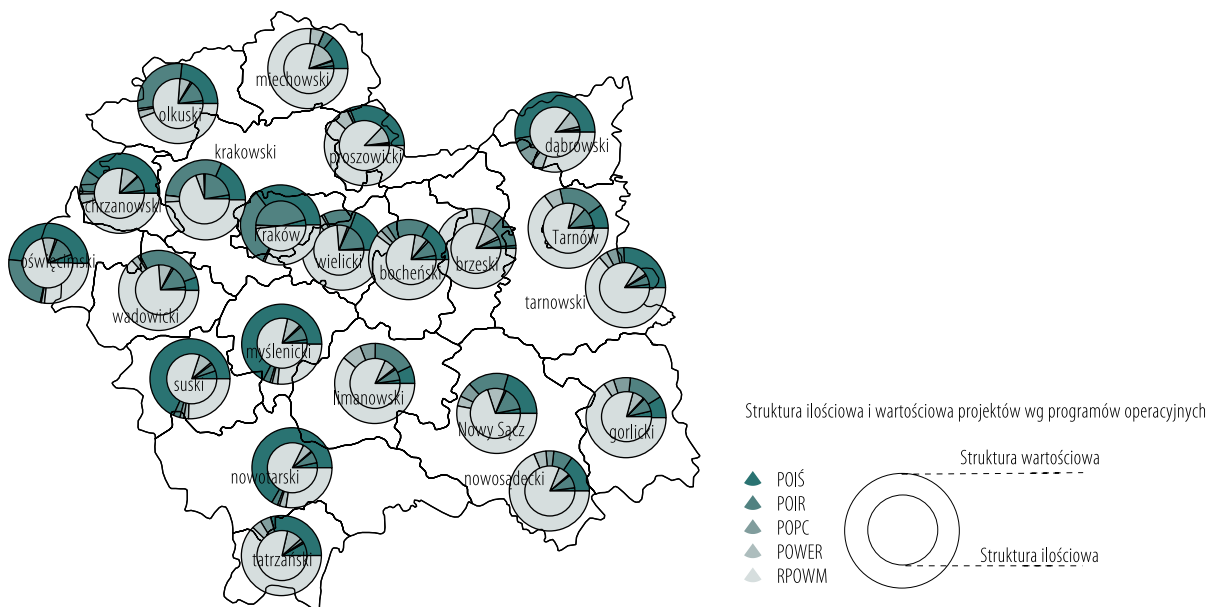 miechowski
olkuski
krakowski
proszowicki
dąbrowski
chrzanowski
kraków
Tarnów
oświęcimski
wielicki
bocheński
brzeski
wadowicki
tarnowski
myślenicki
suski
limanowski
Nowy Sącz
gorlicki
nowotarski
nowosądecki
tatrzański
Struktura ilościowa i wartościowa projektów wg programów operacyjnych
Struktura wartościowa
POIŚ
POIR
POPC
POWER
RPOWM
Struktura ilościowa